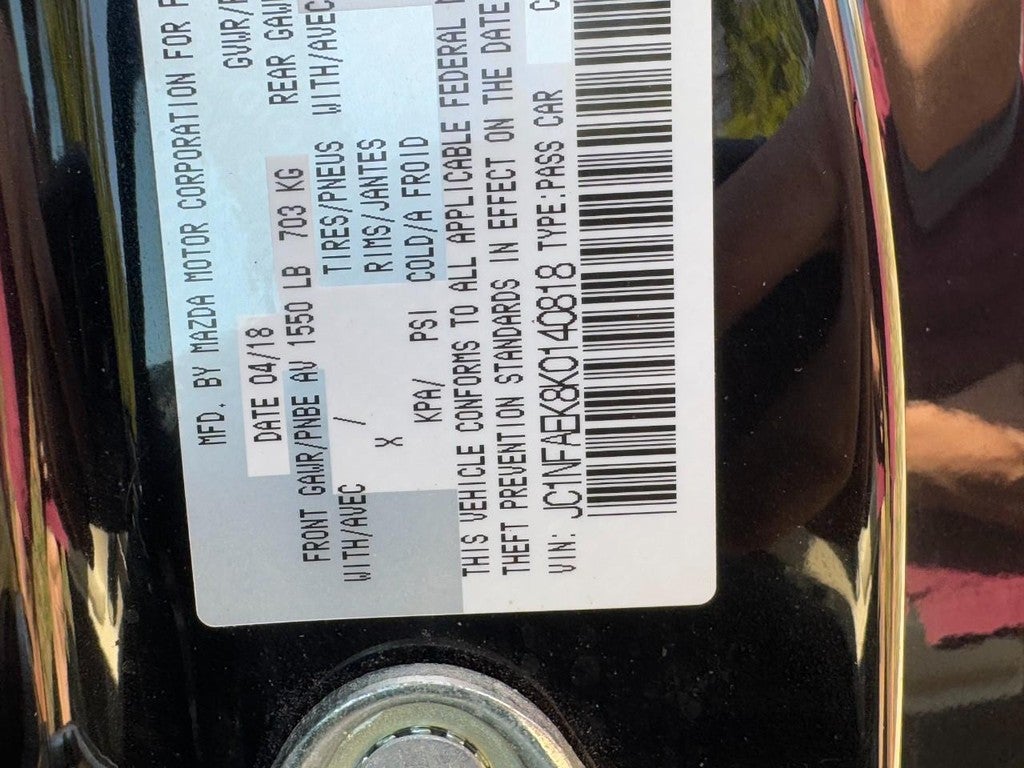 MFD. BY MAZDA MOTOR CORPORATION FOR F
DATE 04/18 GVWR/
FRONT GAWR/PNBE AV 1550 LB 703 KG REAR GAW
WITH/AVEC / TIRES/PNEUS WITH/AVEC
X RIMS/JANTES
KPA/ PSI COLD/A FROID
THIS VEHICLE CONFORMS TO ALL APPLICABLE FEDERAL
THEFT PREVENTION STANDARDS IN EFFECT ON THE DATE
VIN: JC1NFAEK8K0140818 TYPE:PASS CAR C